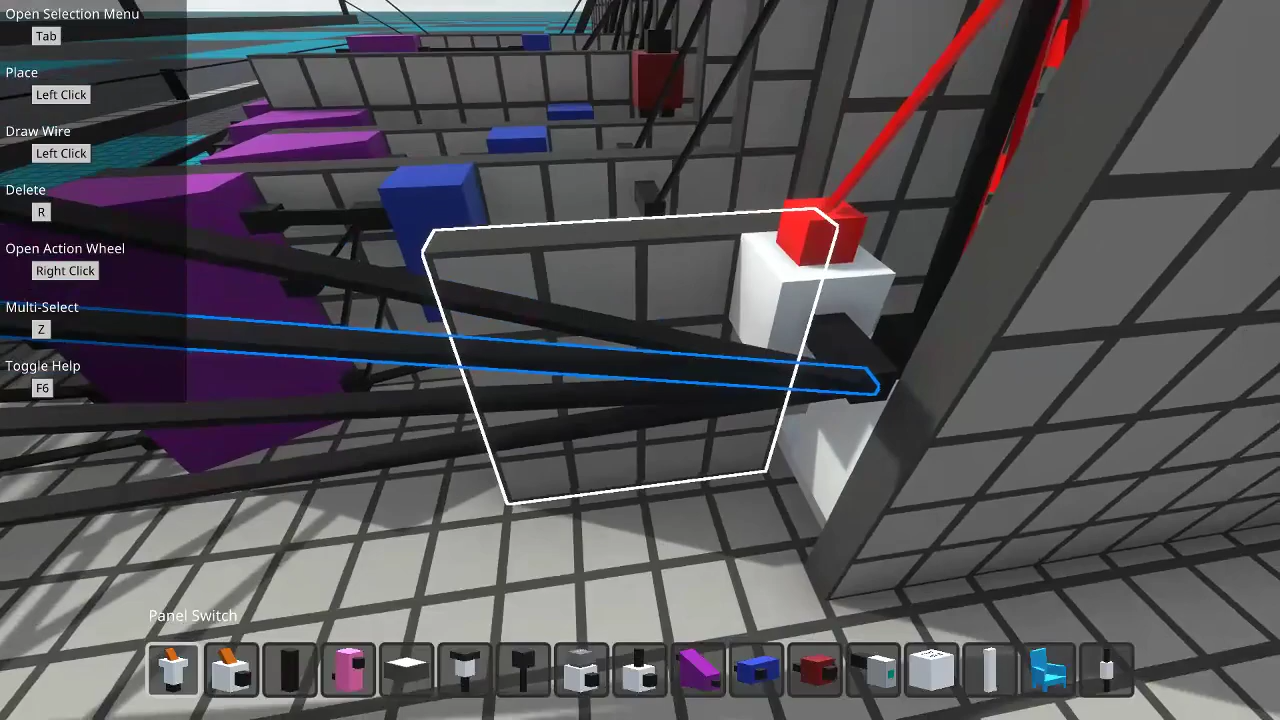 Open Selection Menu
Tab
Place
Left Click
Draw Wire
Left Click
Delete
R
Open Action Wheel
Right Click
Multi-Select
Z
Toggle Help
F6
Panel Switch